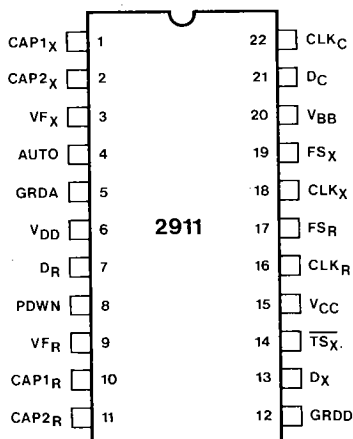 CAP1X 1 22 CLKC
CAP2X 2 21 DC
VFX 3 20 VBB
AUTO 4 19 FSX
GRDA 5 18 CLKX
VDD 6 2911 17 FSR
DR 7 16 CLKR
PDWN 8 15 VCC
VFR 9 14 TSX.
CAP1R 10 13 DX
CAP2R 11 12 GRDD